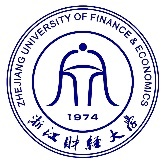 ZHEJIANG UNIVERSITY OF FINANCE & ECONOMICS
1974
浙江财经大学